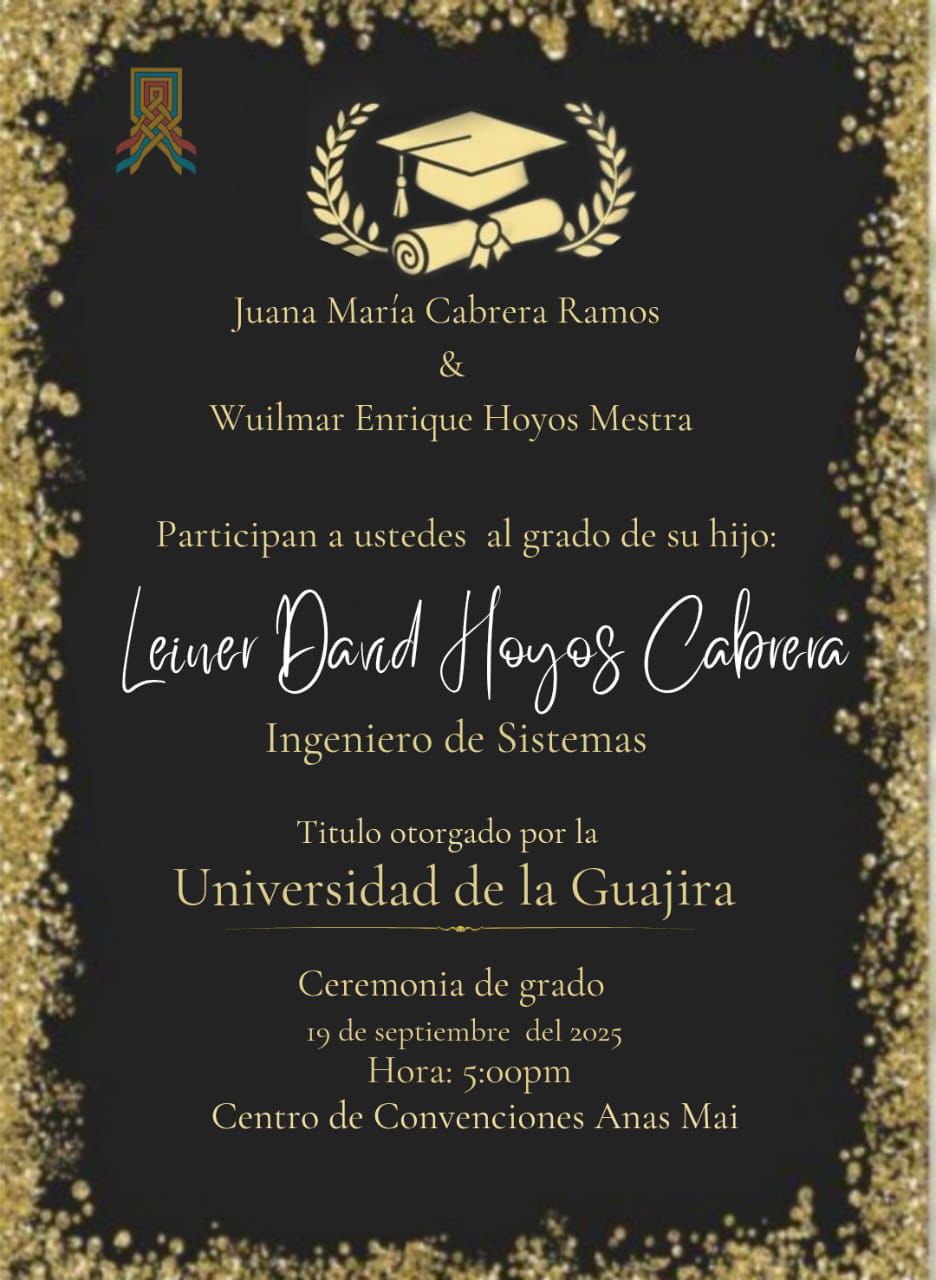 Juana María Cabrera Ramos
&
Wuilmar Enrique Hoyos Mestra
Participan a ustedes al grado de su hijo:
Leiner David Hoyos Cabrera
Ingeniero de Sistemas
Titulo otorgado por la
Universidad de la Guajira
Ceremonia de grado
19 de septiembre del 2025
Hora: 5:00pm
Centro de Convenciones Anas Mai